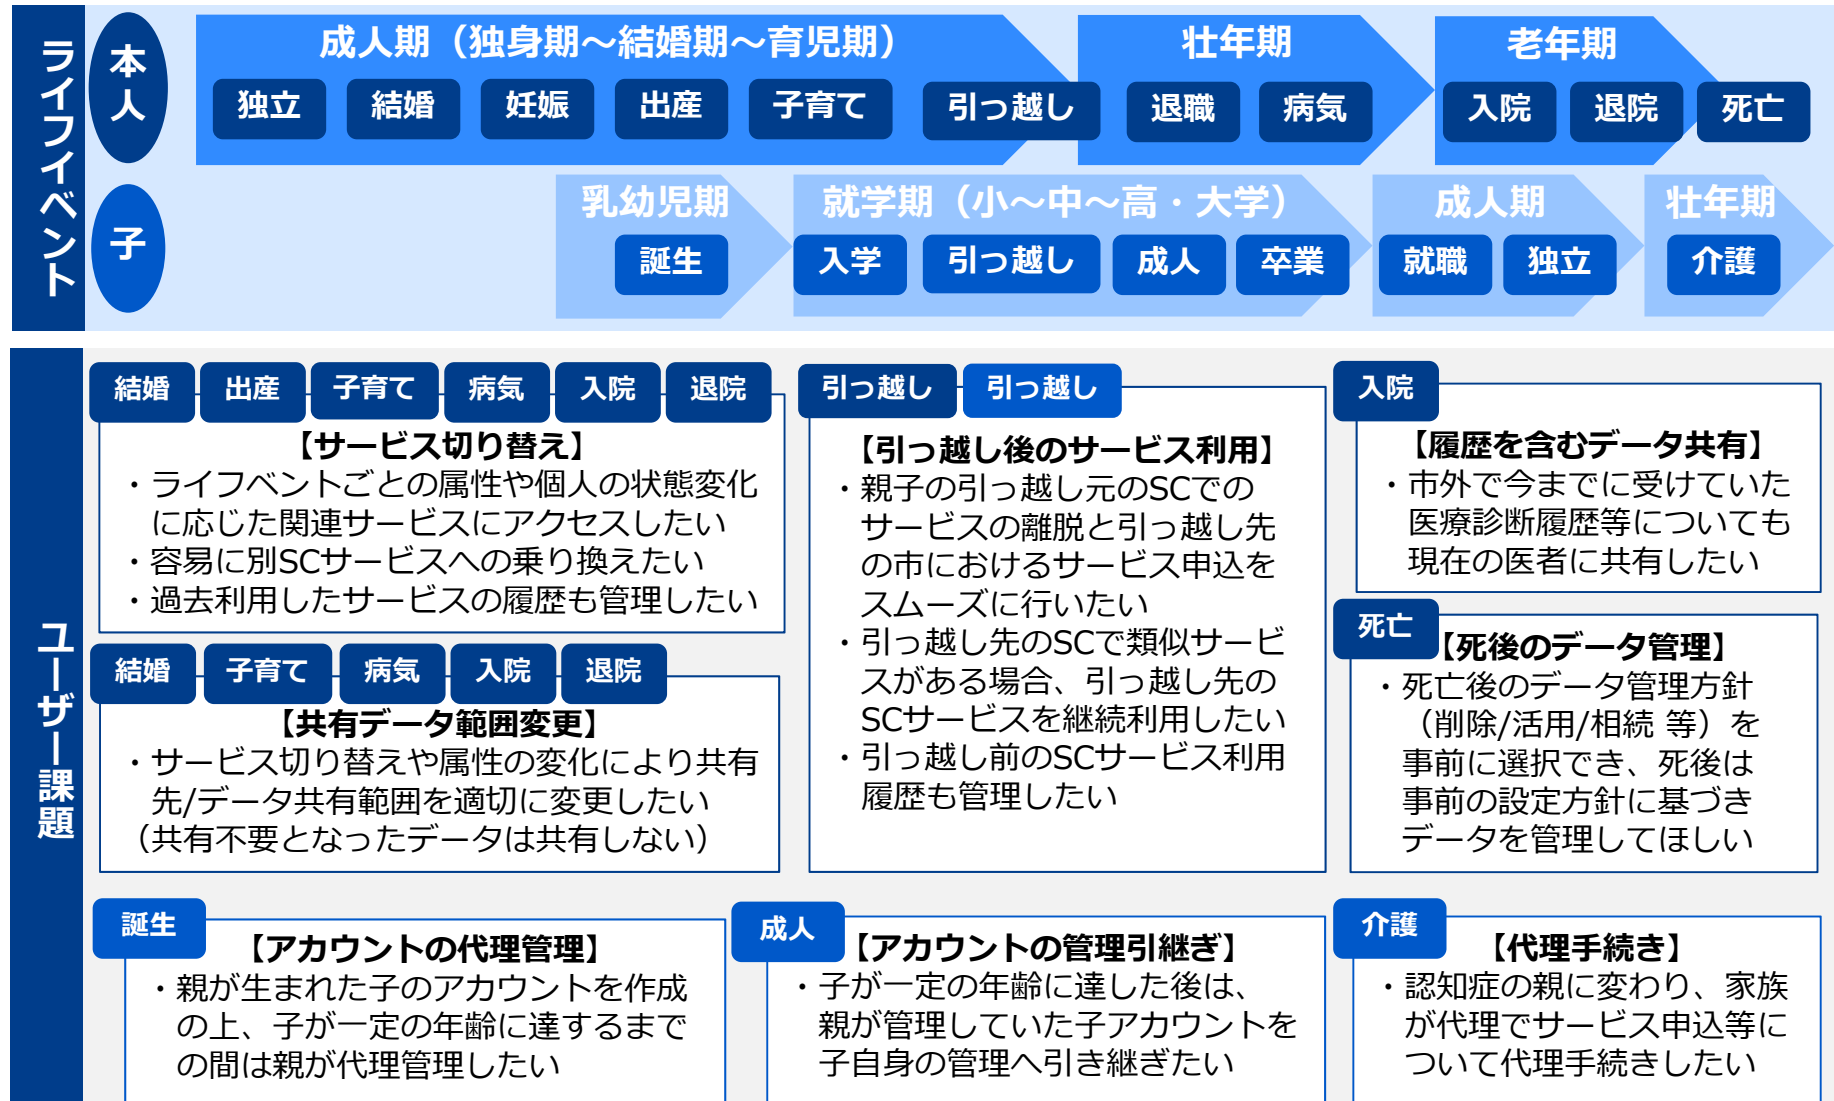 ライフイベント
本人
成人期（独身期～結婚期～育児期）
壮年期
老年期
独立
結婚
妊娠
出産
子育て
引っ越し
退職
病気
入院
退院
死亡
子
乳幼児期
就学期（小～中～高・大学）
成人期
壮年期
誕生
入学
引っ越し
成人
卒業
就職
独立
介護
ユーザー課題
結婚
出産
子育て
病気
入院
退院
【サービス切り替え】
・ライフベントごとの属性や個人の状態変化
に応じた関連サービスにアクセスしたい
・容易に別SCサービスへの乗り換えたい
・過去利用したサービスの履歴も管理したい
結婚
子育て
病気
入院
退院
【共有データ範囲変更】
・サービス切り替えや属性の変化により共有
先/データ共有範囲を適切に変更したい
（共有不要となったデータは共有しない）
引っ越し
引っ越し
【引っ越し後のサービス利用】
・親子の引っ越し元のSCでの
サービスの離脱と引っ越し先
の市におけるサービス申込を
スムーズに行いたい
・引っ越し先のSCで類似サービ
スがある場合、引っ越し先の
SCサービスを継続利用したい
・引っ越し前のSCサービス利用
履歴も管理したい
入院
【履歴を含むデータ共有】
・市外で今までに受けていた
医療診断履歴等についても
現在の医者に共有したい
死亡
【死後のデータ管理】
・死亡後のデータ管理方針
（削除/活用/相続 等）を
事前に選択でき、死後は
事前の設定方針に基づき
データを管理してほしい
誕生
【アカウントの代理管理】
・親が生まれた子のアカウントを作成
の上、子が一定の年齢に達するまで
の間は親が代理管理したい
成人
【アカウントの管理引継ぎ】
・子が一定の年齢に達した後は、
親が管理していた子アカウントを
子自身の管理へ引き継ぎたい
介護
【代理手続き】
・認知症の親に変わり、家族
が代理でサービス申込等に
ついて代理手続きしたい